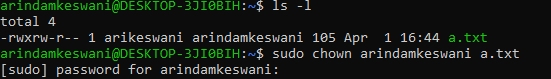 arindamkeswani@DESKTOP-3JI0BIH:~$ ls -l
total 4
-rwxrw-r-- 1 arikeswani arindamkeswani 105 Apr  1 16:44 a.txt
arindamkeswani@DESKTOP-3JI0BIH:~$ sudo chown arindamkeswani a.txt
[sudo] password for arindamkeswani: